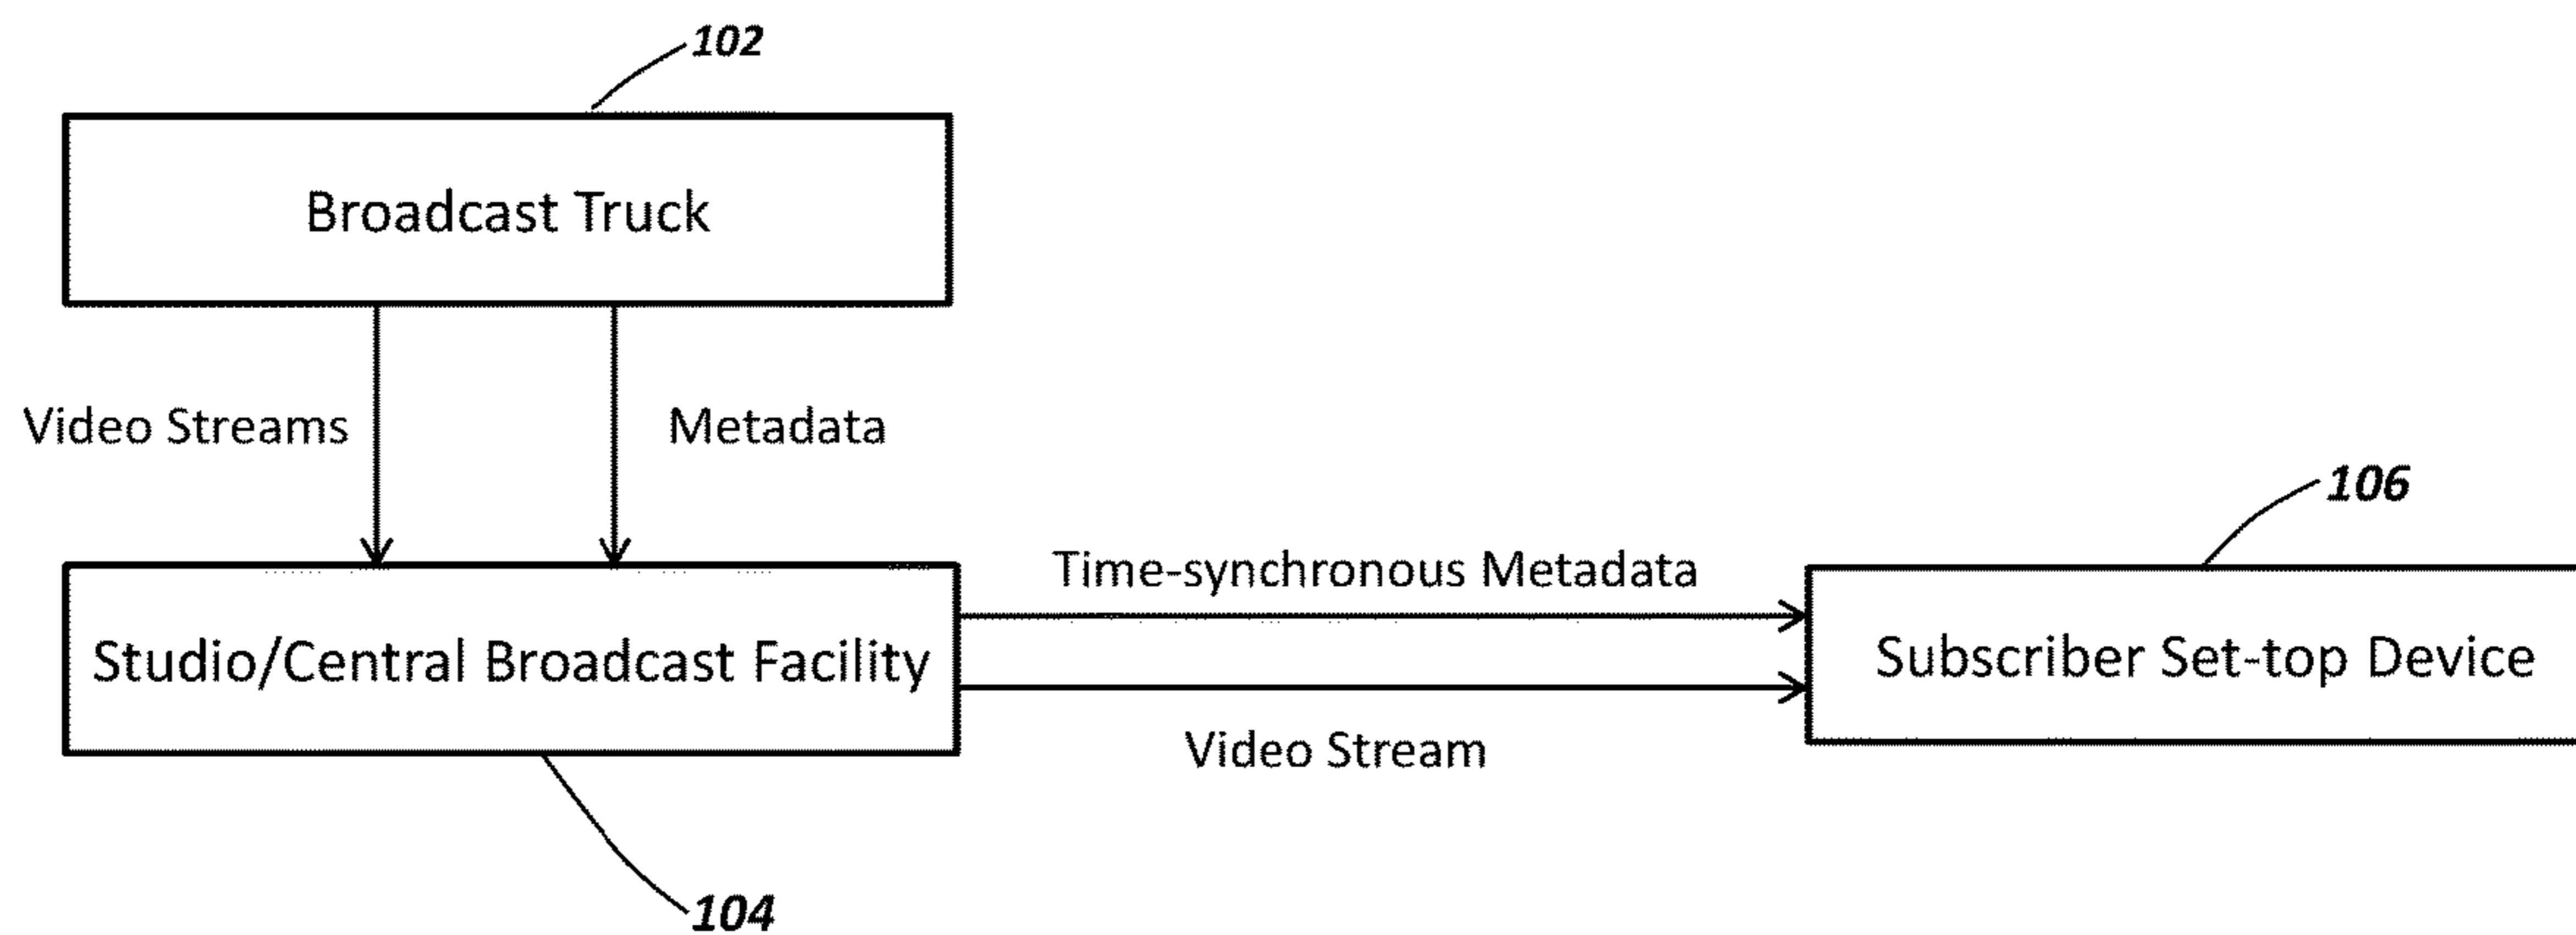 102
Broadcast Truck
Video Streams
Metadata
106
Time-synchronous Metadata
Studio/Central Broadcast Facility
Subscriber Set-top Device
Video Stream
104